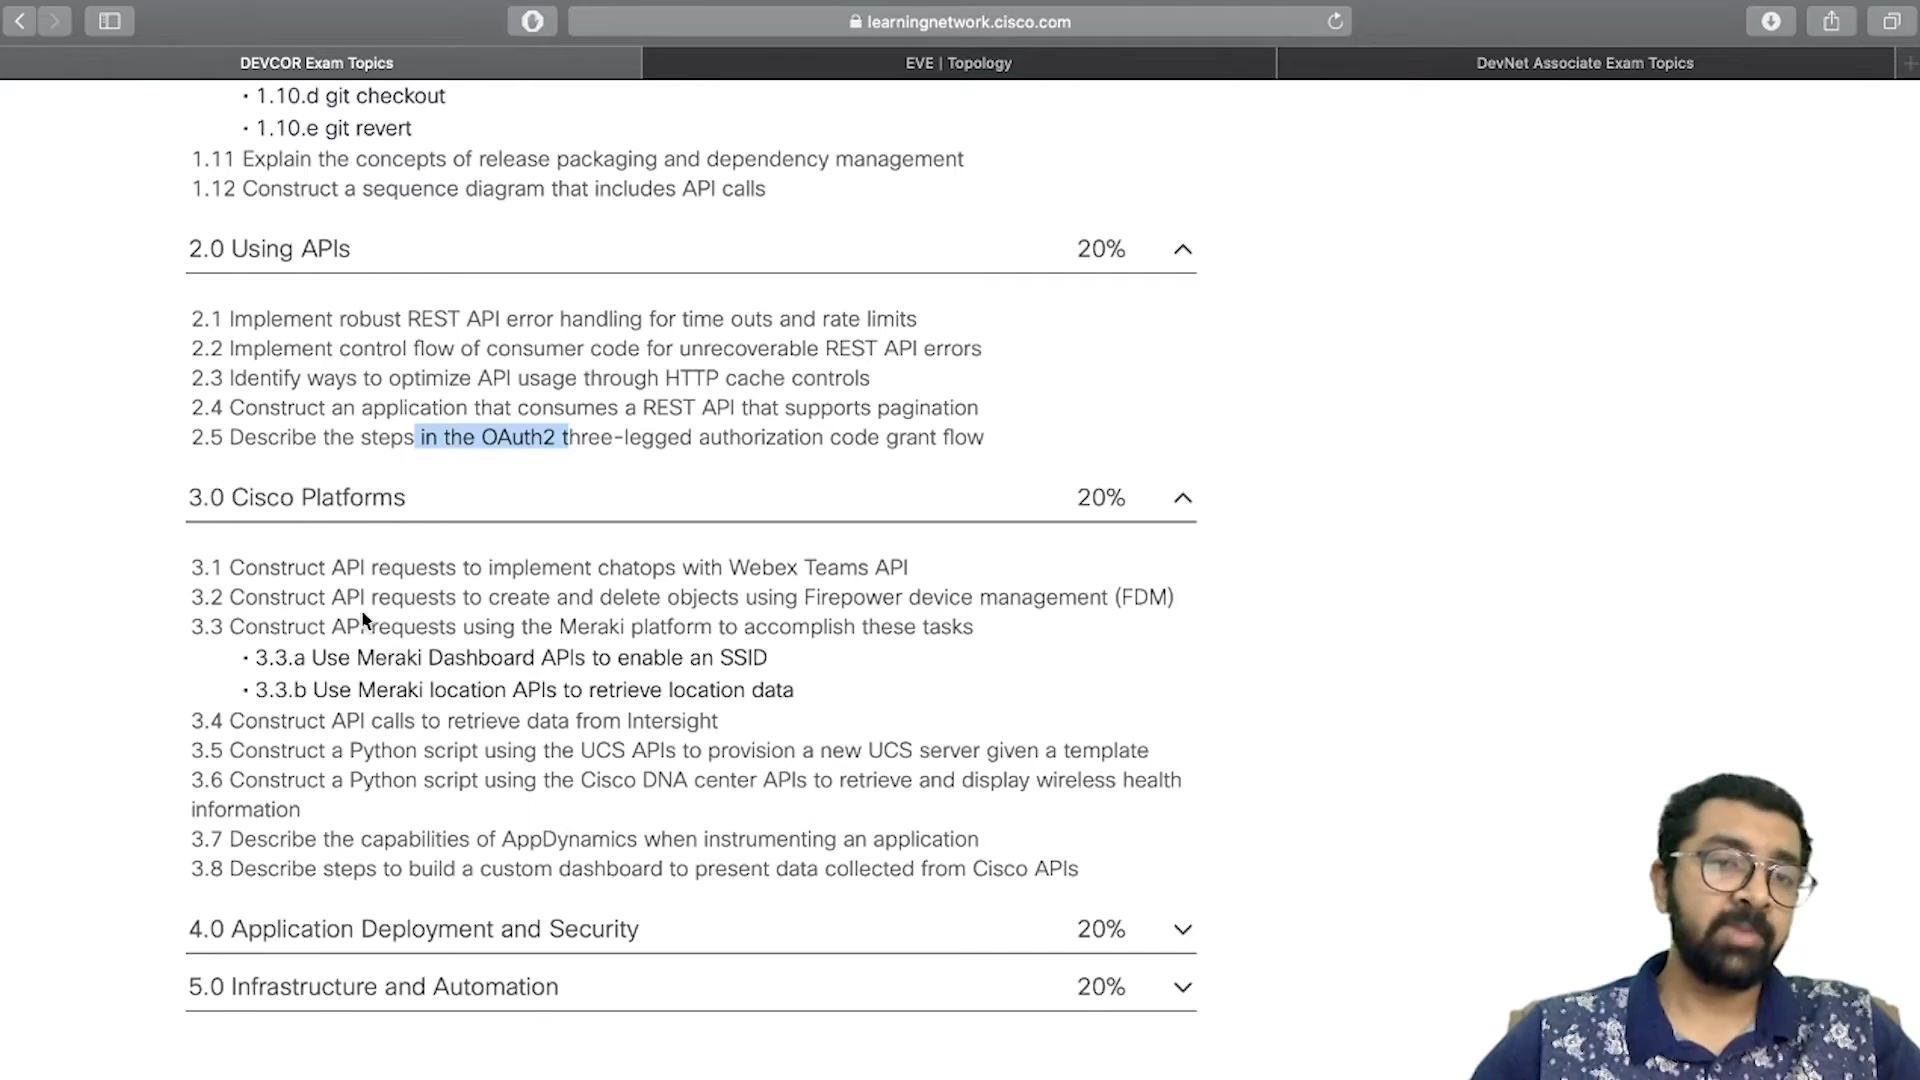 learningnetwork.cisco.com
DEVCOR Exam Topics
EVE | Topology
DevNet Associate Exam Topics
• 1.10.d git checkout
• 1.10.e git revert
1.11 Explain the concepts of release packaging and dependency management
1.12 Construct a sequence diagram that includes API calls
2.0 Using APIs 20%
2.1 Implement robust REST API error handling for time outs and rate limits
2.2 Implement control flow of consumer code for unrecoverable REST API errors
2.3 Identify ways to optimize API usage through HTTP cache controls
2.4 Construct an application that consumes a REST API that supports pagination
2.5 Describe the steps in the OAuth2 three-legged authorization code grant flow
3.0 Cisco Platforms 20%
3.1 Construct API requests to implement chatops with Webex Teams API
3.2 Construct API requests to create and delete objects using Firepower device management (FDM)
3.3 Construct API requests using the Meraki platform to accomplish these tasks
• 3.3.a Use Meraki Dashboard APIs to enable an SSID
• 3.3.b Use Meraki location APIs to retrieve location data
3.4 Construct API calls to retrieve data from Intersight
3.5 Construct a Python script using the UCS APIs to provision a new UCS server given a template
3.6 Construct a Python script using the Cisco DNA center APIs to retrieve and display wireless health
information
3.7 Describe the capabilities of AppDynamics when instrumenting an application
3.8 Describe steps to build a custom dashboard to present data collected from Cisco APIs
4.0 Application Deployment and Security 20%
5.0 Infrastructure and Automation 20%